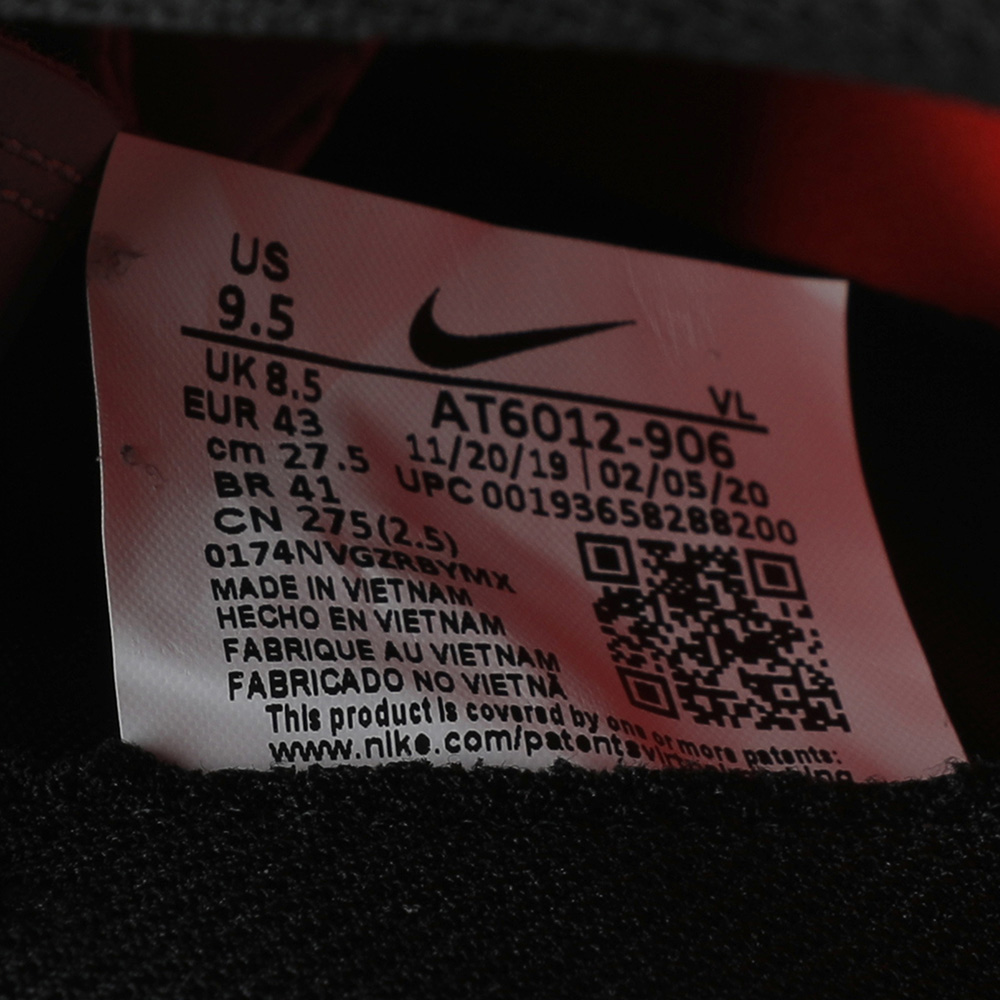 US
9.5
UK 8.5
EUR 43
cm 27.5
BR 41
CN 275(2.5)
VL
AT6012-906
11/20/19 | 02/05/20
UPC 00193658288200
0174NVGZRBYMX
MADE IN VIETNAM
HECHO EN VIETNAM
FABRIQUE AU VIETNAM
FABRICADO NO VIETNÃ
This product is covered by one or more patents:
www.nike.com/patents